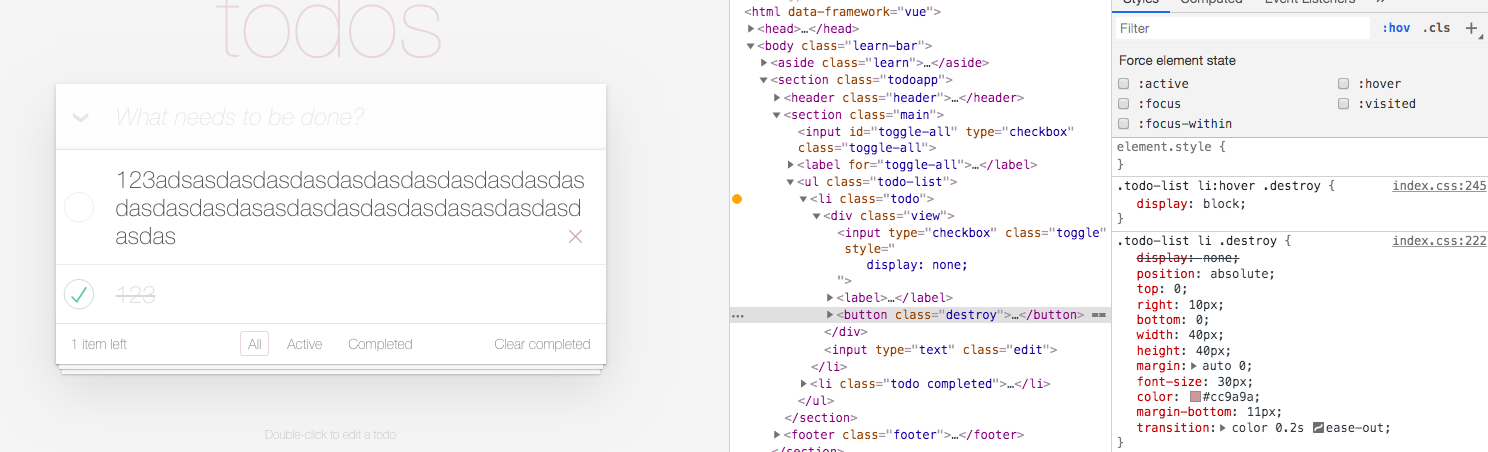 todos
What needs to be done?
123adsasdasdasdasdasdasdasdasdasdasdas
dasdasdasdasasdasdasdasdasdasasdasdasd
asdas
123
1 item left
All
Active
Completed
Clear completed
Double-click to edit a todo
<html data-framework="vue">
<head>…</head>
<body class="learn-bar">
<aside class="learn">…</aside>
<section class="todoapp">
<header class="header">…</header>
<section class="main">
<input id="toggle-all" type="checkbox"
class="toggle-all">
<label for="toggle-all">…</label>
<ul class="todo-list">
<li class="todo">
<div class="view">
<input type="checkbox" class="toggle"
style="
display: none;
">
<label>…</label>
<button class="destroy">…</button> ==
</div>
<input type="text" class="edit">
</li>
<li class="todo completed">…</li>
</ul>
</section>
<footer class="footer">…</footer>
</section>
Styles Computed Event Listeners »
Filter :hov .cls +
Force element state
:active :hover
:focus :visited
:focus-within
element.style {
}
.todo-list li:hover .destroy { index.css:245
display: block;
}
.todo-list li .destroy { index.css:222
display: none;
position: absolute;
top: 0;
right: 10px;
bottom: 0;
width: 40px;
height: 40px;
margin: auto 0;
font-size: 30px;
color: #cc9a9a;
margin-bottom: 11px;
transition: color 0.2s ease-out;
}